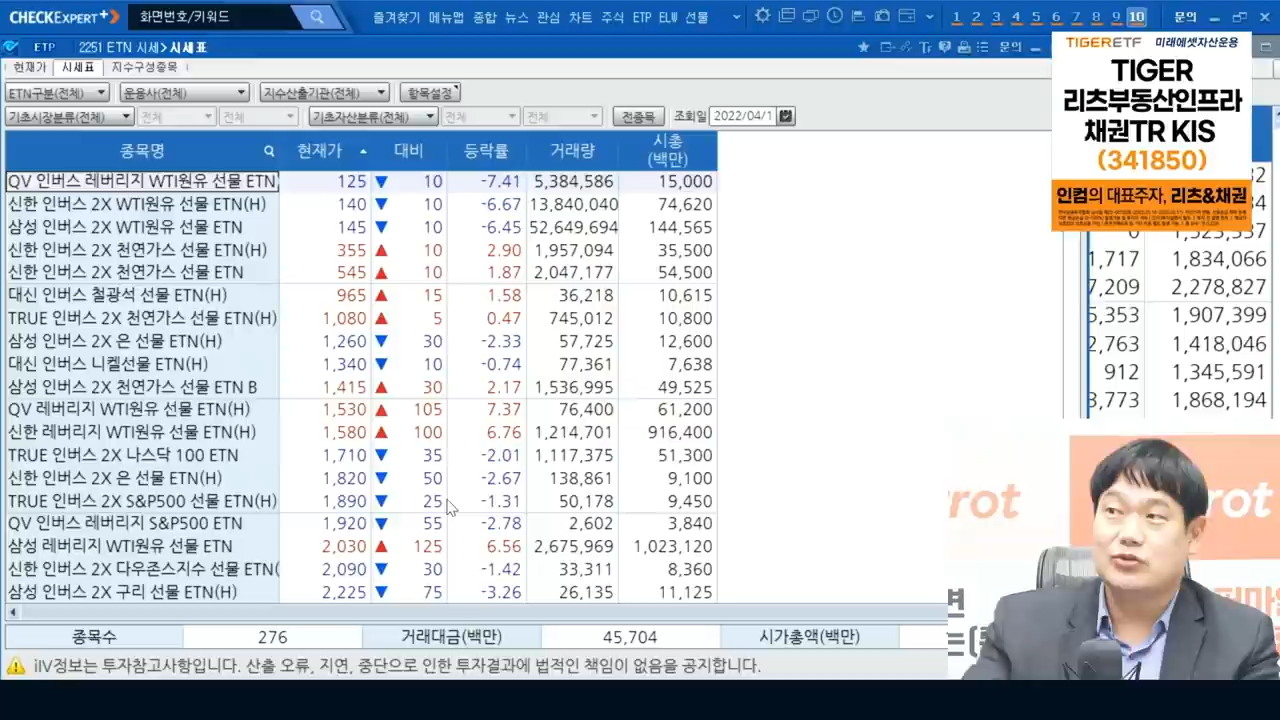 CHECKEXPERT+ 화면번호/키워드 즐겨찾기 메뉴맵 종합 뉴스 관심 차트 주식 ETP ELW 선물 1 2 3 4 5 6 7 8 9 10 문의
ETP 2251 ETN 시세>시세표 문의
현재가 시세표 지수구성종목
ETN구분(전체) 운용사(전체) 지수산출기관(전체) 항목설정
기초시장분류(전체) 전체 전체 기초자산분류(전체) 전체 전체 전종목 조회일 2022/04/1
종목명 현재가 대비 등락률 거래량 시총(백만)
QV 인버스 레버리지 WTI원유 선물 ETN 125 ▼ 10 -7.41 5,384,586 15,000
신한 인버스 2X WTI원유 선물 ETN(H) 140 ▼ 10 -6.67 13,840,040 74,620
삼성 인버스 2X WTI원유 선물 ETN 145 ▼ 10 -6.45 52,649,694 144,565
신한 인버스 2X 천연가스 선물 ETN(H) 355 ▲ 10 2.90 1,957,094 35,500
신한 인버스 2X 천연가스 선물 ETN 545 ▲ 10 1.87 2,047,177 54,500
대신 인버스 철광석 선물 ETN(H) 965 ▲ 15 1.58 36,218 10,615
TRUE 인버스 2X 천연가스 선물 ETN(H) 1,080 ▲ 5 0.47 745,012 10,800
삼성 인버스 2X 은 선물 ETN(H) 1,260 ▼ 30 -2.33 57,725 12,600
대신 인버스 니켈선물 ETN(H) 1,340 ▼ 10 -0.74 77,361 7,638
삼성 인버스 2X 천연가스 선물 ETN B 1,415 ▲ 30 2.17 1,536,995 49,525
QV 레버리지 WTI원유 선물 ETN(H) 1,530 ▲ 105 7.37 76,400 61,200
신한 레버리지 WTI원유 선물 ETN(H) 1,580 ▲ 100 6.76 1,214,701 916,400
TRUE 인버스 2X 나스닥 100 ETN 1,710 ▼ 35 -2.01 1,117,375 51,300
신한 인버스 2X 은 선물 ETN(H) 1,820 ▼ 50 -2.67 138,861 9,100
TRUE 인버스 2X S&P500 선물 ETN(H) 1,890 ▼ 25 -1.31 50,178 9,450
QV 인버스 레버리지 S&P500 ETN 1,920 ▼ 55 -2.78 2,602 3,840
삼성 레버리지 WTI원유 선물 ETN 2,030 ▲ 125 6.56 2,675,969 1,023,120
신한 인버스 2X 다우존스지수 선물 ETN( 2,090 ▼ 30 -1.42 33,311 8,360
삼성 인버스 2X 구리 선물 ETN(H) 2,225 ▼ 75 -3.26 26,135 11,125
종목수 276 거래대금(백만) 45,704 시가총액(백만)
iIV정보는 투자참고사항입니다. 산출 오류, 지연, 중단으로 인한 투자결과에 법적인 책임이 없음을 공지합니다.
TIGERETF 미래에셋자산운용
TIGER
리츠부동산인프라
채권TR KIS
(341850)
인컴의 대표주자, 리츠&채권
1,717 1,834,066
7,209 2,278,827
5,353 1,907,399
2,763 1,418,046
912 1,345,591
3,773 1,868,194
rot
rot